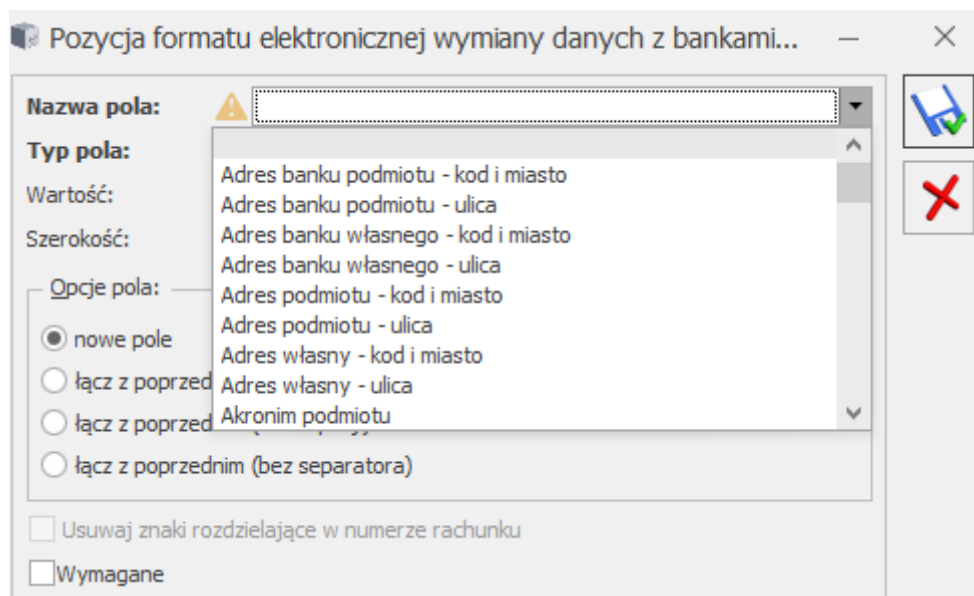 Pozycja formatu elektronicznej wymiany danych z bankami...
Nazwa pola:
Typ pola:
Wartość:
Szerokość:
Adres banku podmiotu - kod i miasto
Adres banku podmiotu - ulica
Adres banku własnego - kod i miasto
Adres banku własnego - ulica
Adres podmiotu - kod i miasto
Adres podmiotu - ulica
Adres własny - kod i miasto
Adres własny - ulica
Akronim podmiotu
Opcje pola:
nowe pole
łącz z poprzed
łącz z poprzed
łącz z poprzednim (bez separatora)
Usuwaj znaki rozdzielające w numerze rachunku
Wymagane